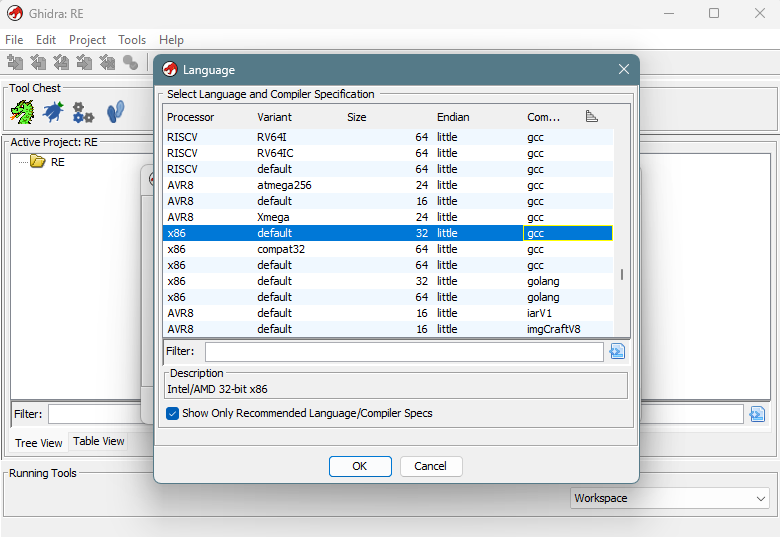 Ghidra: RE
File Edit Project Tools Help
Tool Chest
Active Project: RE
RE
Filter:
Tree View Table View
Running Tools
Workspace
Language
Select Language and Compiler Specification
Processor Variant Size Endian Com...
RISCV RV64I 64 little gcc
RISCV RV64IC 64 little gcc
RISCV default 64 little gcc
AVR8 atmega256 24 little gcc
AVR8 default 16 little gcc
AVR8 Xmega 24 little gcc
x86 default 32 little gcc
x86 compat32 64 little gcc
x86 default 64 little gcc
x86 default 32 little golang
x86 default 64 little golang
AVR8 default 16 little iarV1
AVR8 default 16 little imgCraftV8
Filter:
Description
Intel/AMD 32-bit x86
Show Only Recommended Language/Compiler Specs
OK Cancel